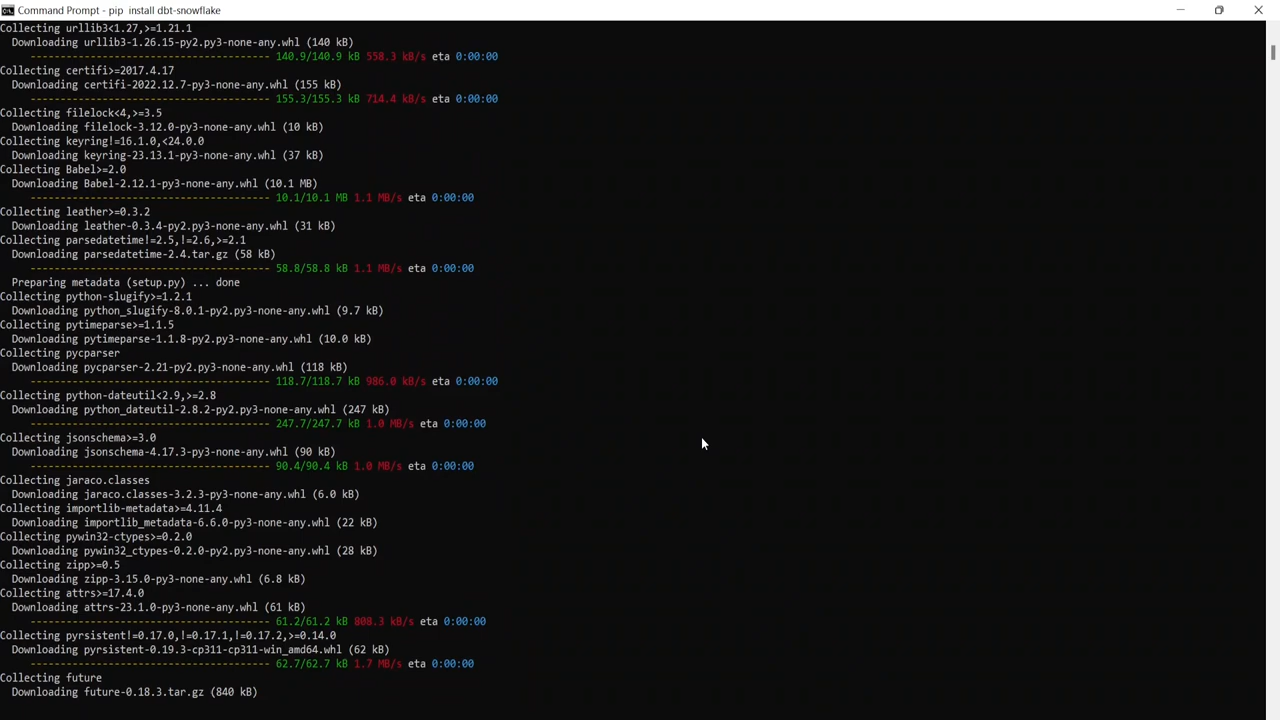 Command Prompt - pip  install dbt-snowflake
Collecting urllib3<1.27,>=1.21.1
  Downloading urllib3-1.26.15-py2.py3-none-any.whl (140 kB)
     ---------------------------------------- 140.9/140.9 kB 558.3 kB/s eta 0:00:00
Collecting certifi>=2017.4.17
  Downloading certifi-2022.12.7-py3-none-any.whl (155 kB)
     ---------------------------------------- 155.3/155.3 kB 714.4 kB/s eta 0:00:00
Collecting filelock<4,>=3.5
  Downloading filelock-3.12.0-py3-none-any.whl (10 kB)
Collecting keyring!=16.1.0,<24.0.0
  Downloading keyring-23.13.1-py3-none-any.whl (37 kB)
Collecting Babel>=2.0
  Downloading Babel-2.12.1-py3-none-any.whl (10.1 MB)
     ---------------------------------------- 10.1/10.1 MB 1.1 MB/s eta 0:00:00
Collecting leather>=0.3.2
  Downloading leather-0.3.4-py2.py3-none-any.whl (31 kB)
Collecting parsedatetime!=2.5,!=2.6,>=2.1
  Downloading parsedatetime-2.4.tar.gz (58 kB)
     ---------------------------------------- 58.8/58.8 kB 1.1 MB/s eta 0:00:00
  Preparing metadata (setup.py) ... done
Collecting python-slugify>=1.2.1
  Downloading python_slugify-8.0.1-py2.py3-none-any.whl (9.7 kB)
Collecting pytimeparse>=1.1.5
  Downloading pytimeparse-1.1.8-py2.py3-none-any.whl (10.0 kB)
Collecting pycparser
  Downloading pycparser-2.21-py2.py3-none-any.whl (118 kB)
     ---------------------------------------- 118.7/118.7 kB 986.0 kB/s eta 0:00:00
Collecting python-dateutil<2.9,>=2.8
  Downloading python_dateutil-2.8.2-py2.py3-none-any.whl (247 kB)
     ---------------------------------------- 247.7/247.7 kB 1.0 MB/s eta 0:00:00
Collecting jsonschema>=3.0
  Downloading jsonschema-4.17.3-py3-none-any.whl (90 kB)
     ---------------------------------------- 90.4/90.4 kB 1.0 MB/s eta 0:00:00
Collecting jaraco.classes
  Downloading jaraco.classes-3.2.3-py3-none-any.whl (6.0 kB)
Collecting importlib-metadata>=4.11.4
  Downloading importlib_metadata-6.6.0-py3-none-any.whl (22 kB)
Collecting pywin32-ctypes>=0.2.0
  Downloading pywin32_ctypes-0.2.0-py2.py3-none-any.whl (28 kB)
Collecting zipp>=0.5
  Downloading zipp-3.15.0-py3-none-any.whl (6.8 kB)
Collecting attrs>=17.4.0
  Downloading attrs-23.1.0-py3-none-any.whl (61 kB)
     ---------------------------------------- 61.2/61.2 kB 808.3 kB/s eta 0:00:00
Collecting pyrsistent!=0.17.0,!=0.17.1,!=0.17.2,>=0.14.0
  Downloading pyrsistent-0.19.3-cp311-cp311-win_amd64.whl (62 kB)
     ---------------------------------------- 62.7/62.7 kB 1.7 MB/s eta 0:00:00
Collecting future
  Downloading future-0.18.3.tar.gz (840 kB)